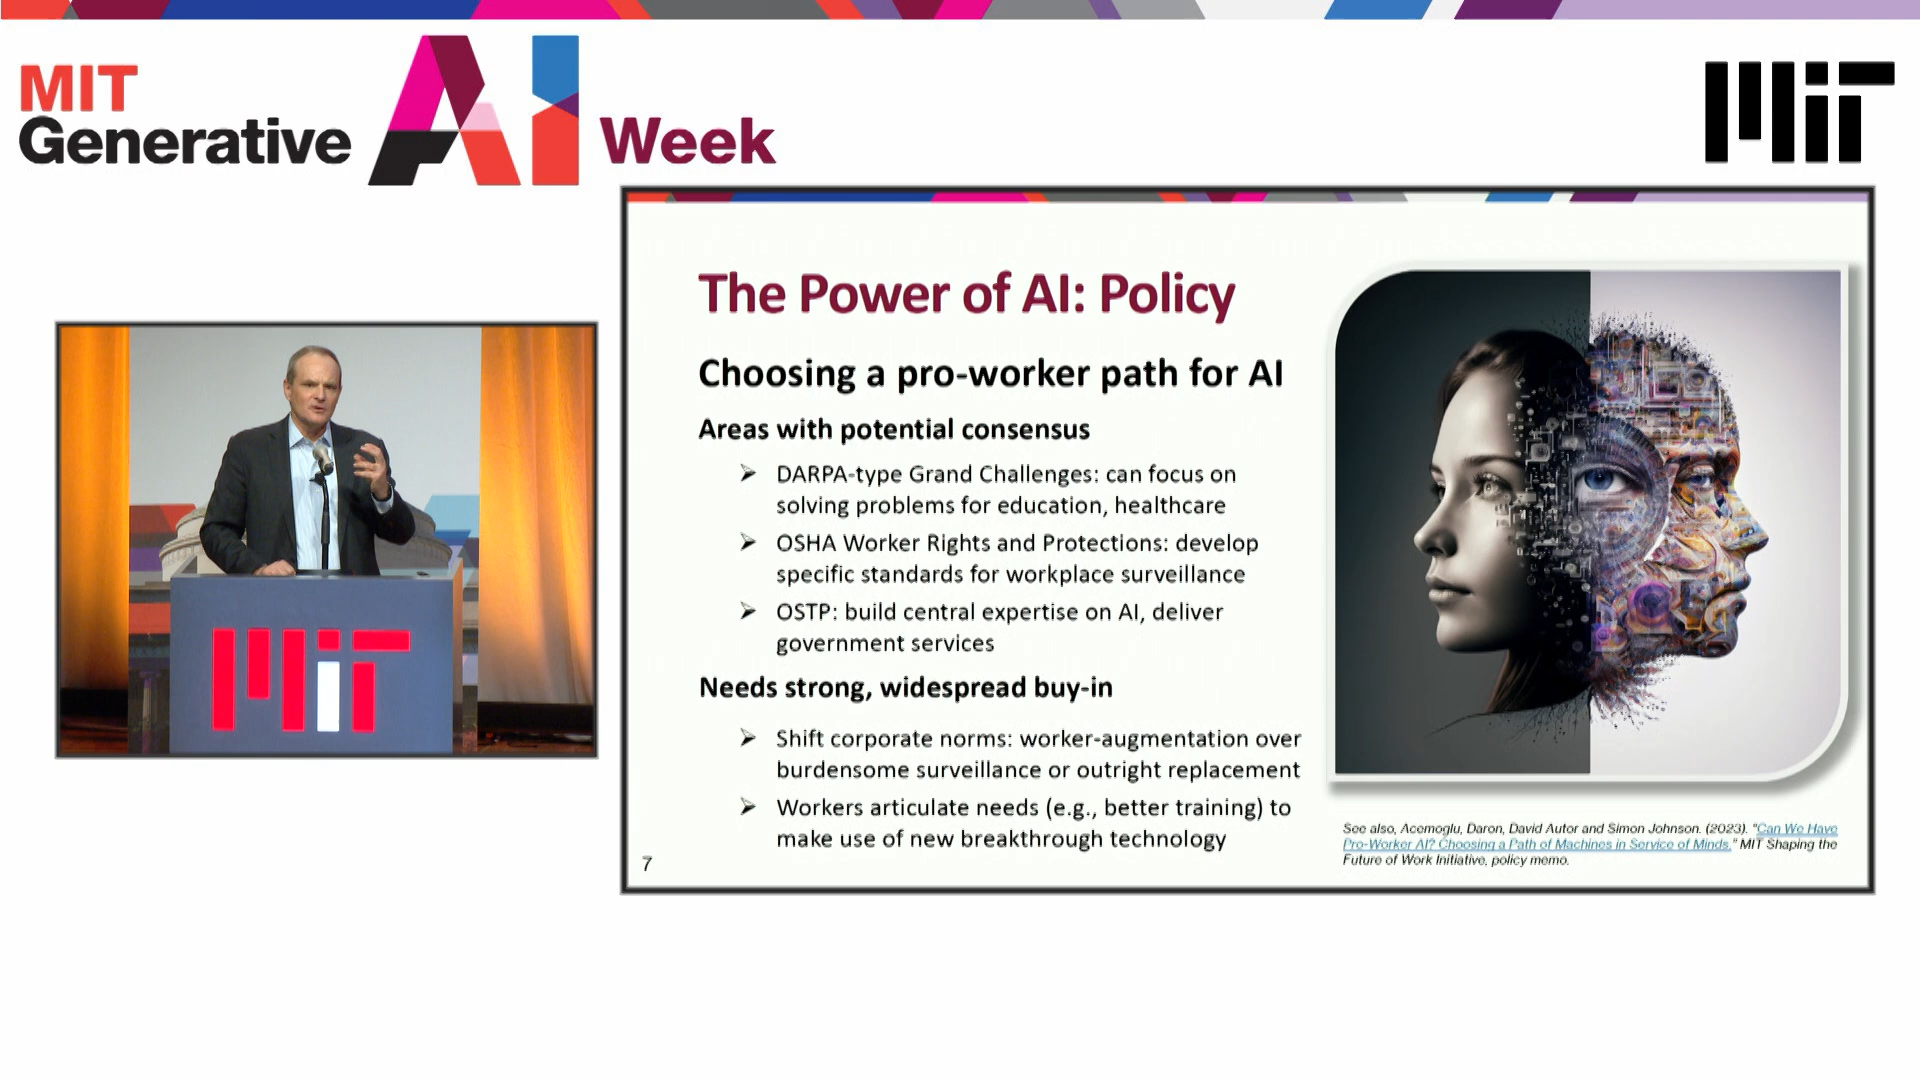 MIT
Generative AI Week
MIT
The Power of AI: Policy
Choosing a pro-worker path for AI
Areas with potential consensus
➢ DARPA-type Grand Challenges: can focus on
solving problems for education, healthcare
➢ OSHA Worker Rights and Protections: develop
specific standards for workplace surveillance
➢ OSTP: build central expertise on AI, deliver
government services
Needs strong, widespread buy-in
➢ Shift corporate norms: worker-augmentation over
burdensome surveillance or outright replacement
➢ Workers articulate needs (e.g., better training) to
make use of new breakthrough technology
7
See also, Acemoglu, Daron, David Autor and Simon Johnson. (2023). "Can We Have
Pro-Worker AI? Choosing a Path of Machines in Service of Minds." MIT Shaping the
Future of Work Initiative, policy memo.
MIT